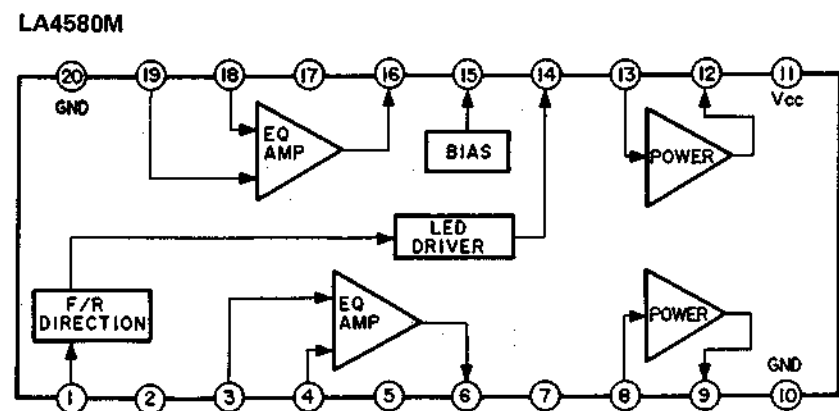 LA4580M
20 19 18 17 16 15 14 13 12 11
GND
Vcc
EQ
AMP
BIAS
POWER
LED
DRIVER
F/R
DIRECTION
EQ
AMP
POWER
GND
1 2 3 4 5 6 7 8 9 10